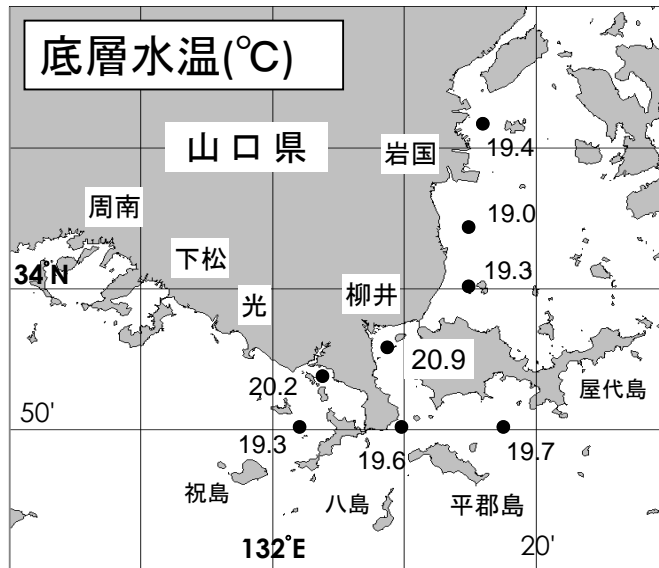 底層水温(℃)
山口県
岩国
19.4
周南
19.0
下松
34°N
19.3
光
柳井
20.9
20.2
屋代島
50'
19.3
19.6
19.7
祝島
八島
平郡島
132°E
20'